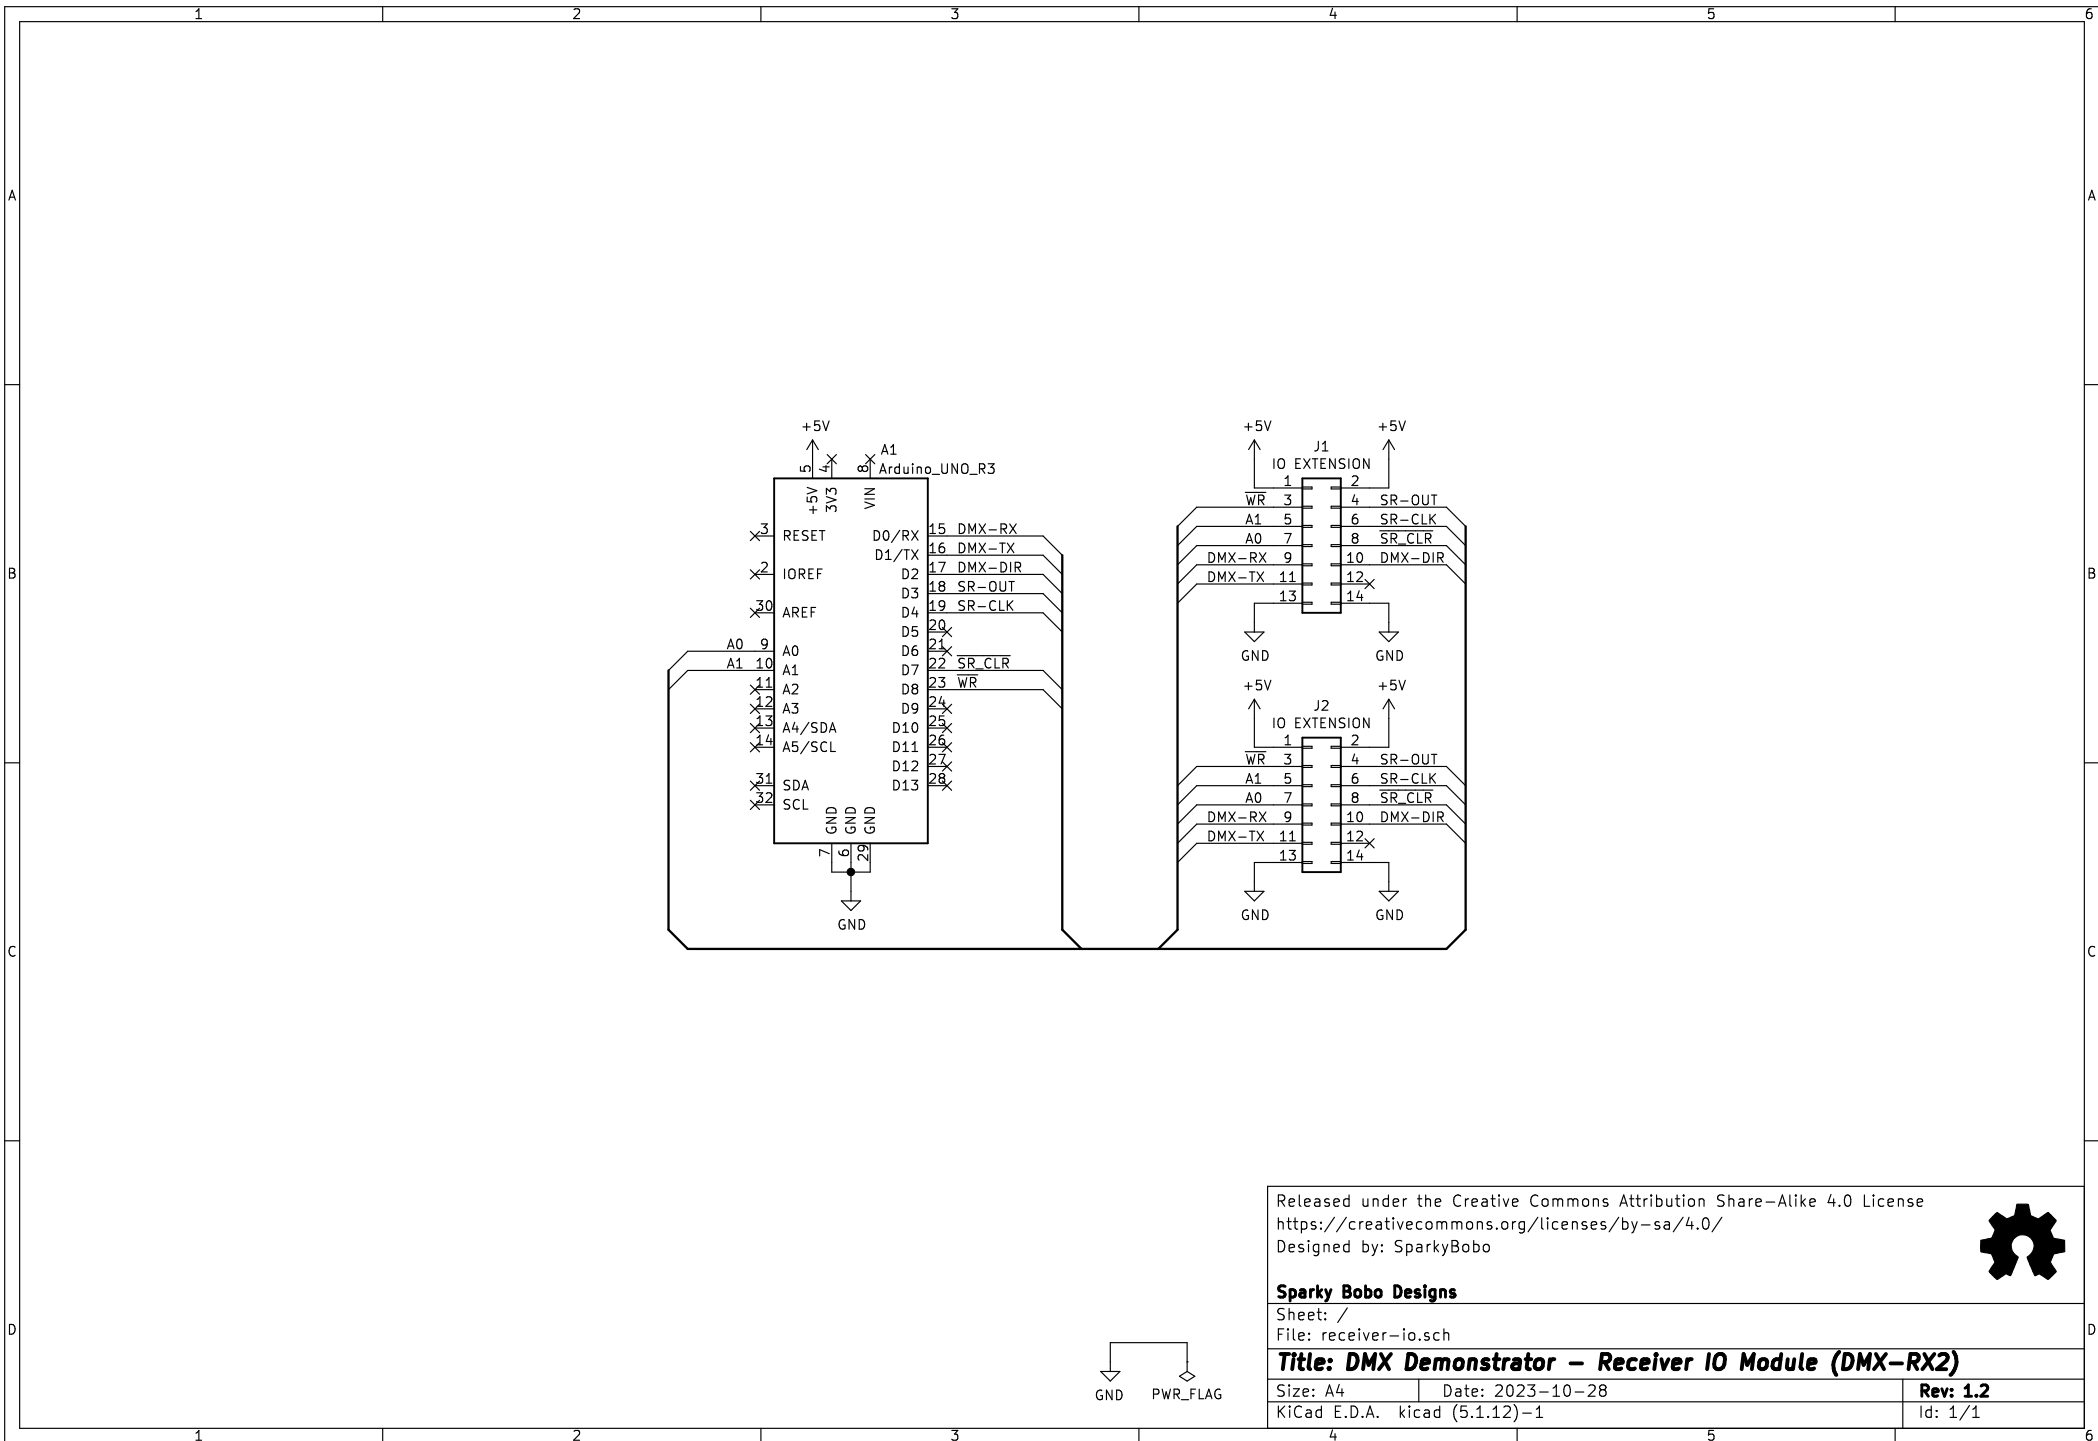 1 2 3 4 5 6
A A
B B
C C
D D
+5V
A1
Arduino_UNO_R3
5 4 8
+5V 3V3 VIN
3 RESET D0/RX 15 DMX-RX
D1/TX 16 DMX-TX
2 IOREF D2 17 DMX-DIR
D3 18 SR-OUT
30 AREF D4 19 SR-CLK
D5 20
A0 9 A0 D6 21
A1 10 A1 D7 22 SR_CLR
11 A2 D8 23 WR
12 A3 D9 24
13 A4/SDA D10 25
14 A5/SCL D11 26
D12 27
31 SDA D13 28
32 SCL
GND GND GND
7 6 29
GND
+5V +5V
J1
IO EXTENSION
1 2
WR 3 4 SR-OUT
A1 5 6 SR-CLK
A0 7 8 SR_CLR
DMX-RX 9 10 DMX-DIR
DMX-TX 11 12
13 14
GND GND
+5V +5V
J2
IO EXTENSION
1 2
WR 3 4 SR-OUT
A1 5 6 SR-CLK
A0 7 8 SR_CLR
DMX-RX 9 10 DMX-DIR
DMX-TX 11 12
13 14
GND GND
GND PWR_FLAG
Released under the Creative Commons Attribution Share-Alike 4.0 License
https://creativecommons.org/licenses/by-sa/4.0/
Designed by: SparkyBobo
Sparky Bobo Designs
Sheet: /
File: receiver-io.sch
Title: DMX Demonstrator - Receiver IO Module (DMX-RX2)
Size: A4 Date: 2023-10-28 Rev: 1.2
KiCad E.D.A. kicad (5.1.12)-1 Id: 1/1
1 2 3 4 5 6